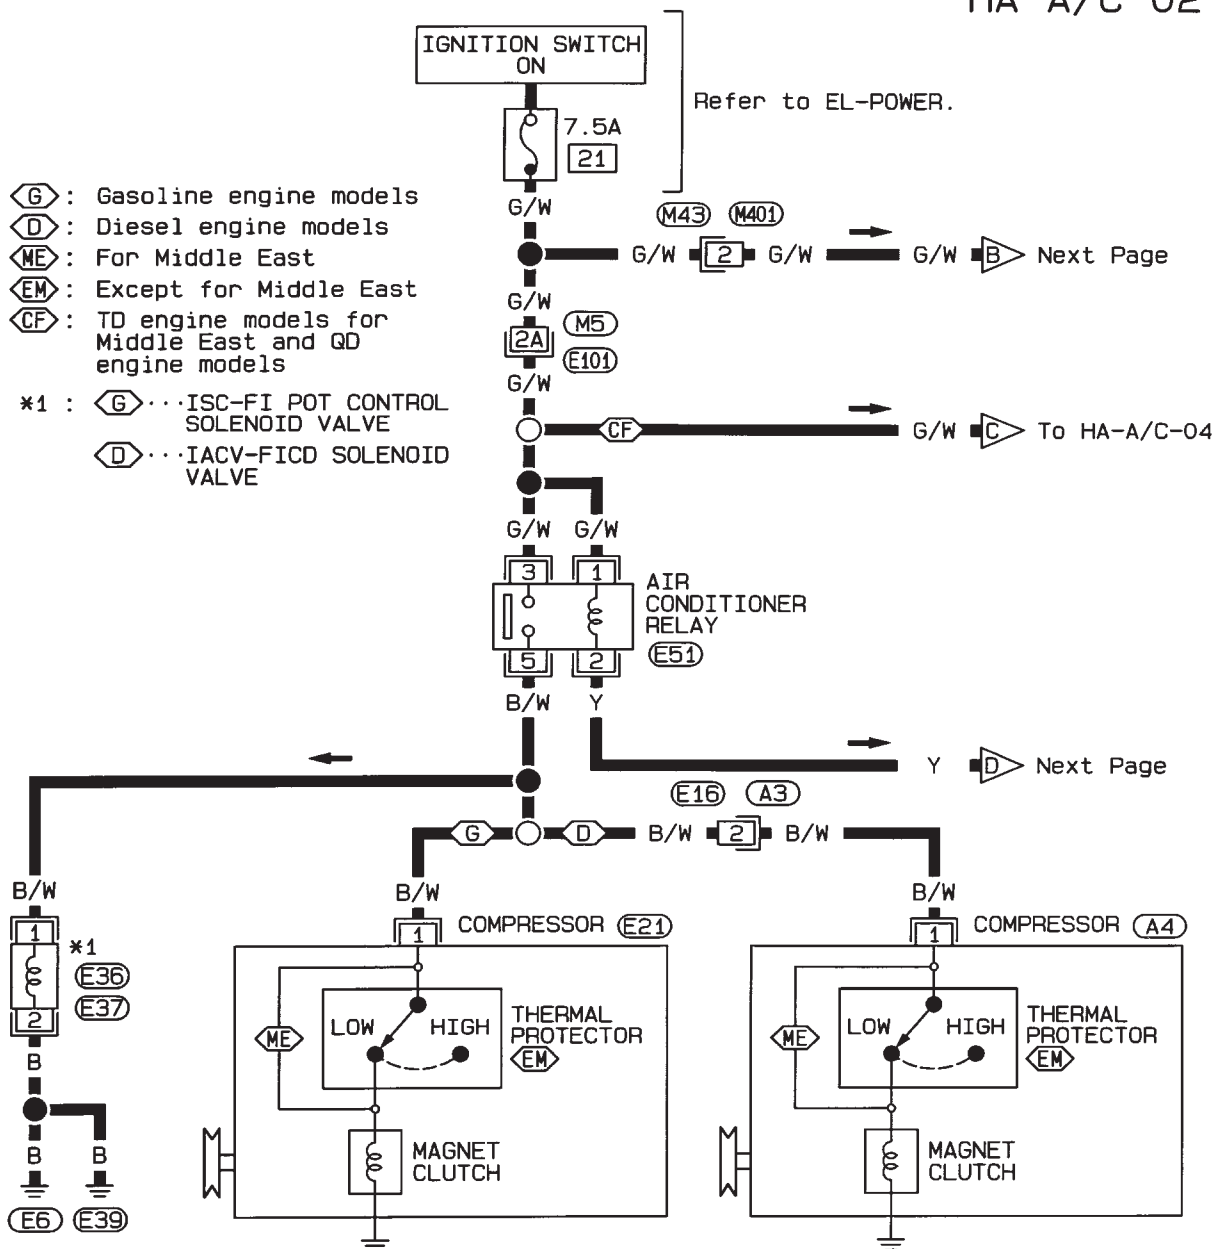 HA-A/C-02
IGNITION SWITCH
ON
Refer to EL-POWER.
7.5A
21
G/W
M43 M401
G/W 2 G/W G/W B Next Page
G : Gasoline engine models
D : Diesel engine models
ME : For Middle East
EM : Except for Middle East
CF : TD engine models for
Middle East and QD
engine models
*1 : G ···ISC-FI POT CONTROL
SOLENOID VALVE
D ···IACV-FICD SOLENOID
VALVE
G/W
2A
M5
E101
G/W
CF G/W C To HA-A/C-04
G/W G/W
3 1
AIR
CONDITIONER
RELAY
E51
5 2
B/W Y
Y D Next Page
E16 A3
G D B/W 2 B/W
B/W B/W B/W
1
*1
E36
E37
2
B
B B
E6 E39
1 COMPRESSOR E21
LOW HIGH
THERMAL
PROTECTOR
EM
ME
MAGNET
CLUTCH
1 COMPRESSOR A4
LOW HIGH
THERMAL
PROTECTOR
EM
ME
MAGNET
CLUTCH